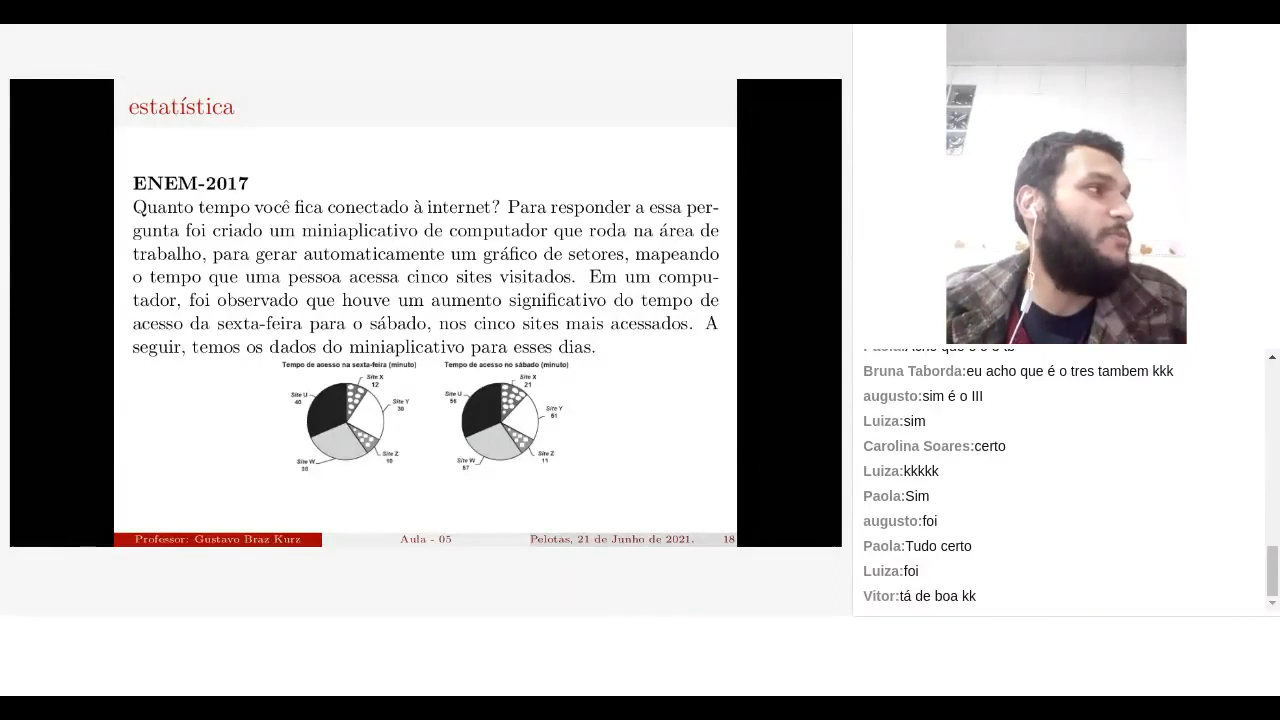 estatística
ENEM-2017
Quanto tempo você fica conectado à internet? Para responder a essa per-
gunta foi criado um miniaplicativo de computador que roda na área de
trabalho, para gerar automaticamente um gráfico de setores, mapeando
o tempo que uma pessoa acessa cinco sites visitados. Em um compu-
tador, foi observado que houve um aumento significativo do tempo de
acesso da sexta-feira para o sábado, nos cinco sites mais acessados. A
seguir, temos os dados do miniaplicativo para esses dias.
Tempo de acesso na sexta-feira (minuto)
Site X
12
Site U
40
Site Y
30
Site Z
10
Site W
Tempo de acesso no sábado (minuto)
Site X
21
Site U
56
Site Y
51
Site Z
11
Site W
57
Professor: Gustavo Braz Kurz
Aula - 05
Pelotas, 21 de Junho de 2021.
18
Bruna Taborda:eu acho que é o tres tambem kkk
augusto:sim é o III
Luiza:sim
Carolina Soares:certo
Luiza:kkkkk
Paola:Sim
augusto:foi
Paola:Tudo certo
Luiza:foi
Vitor:tá de boa kk